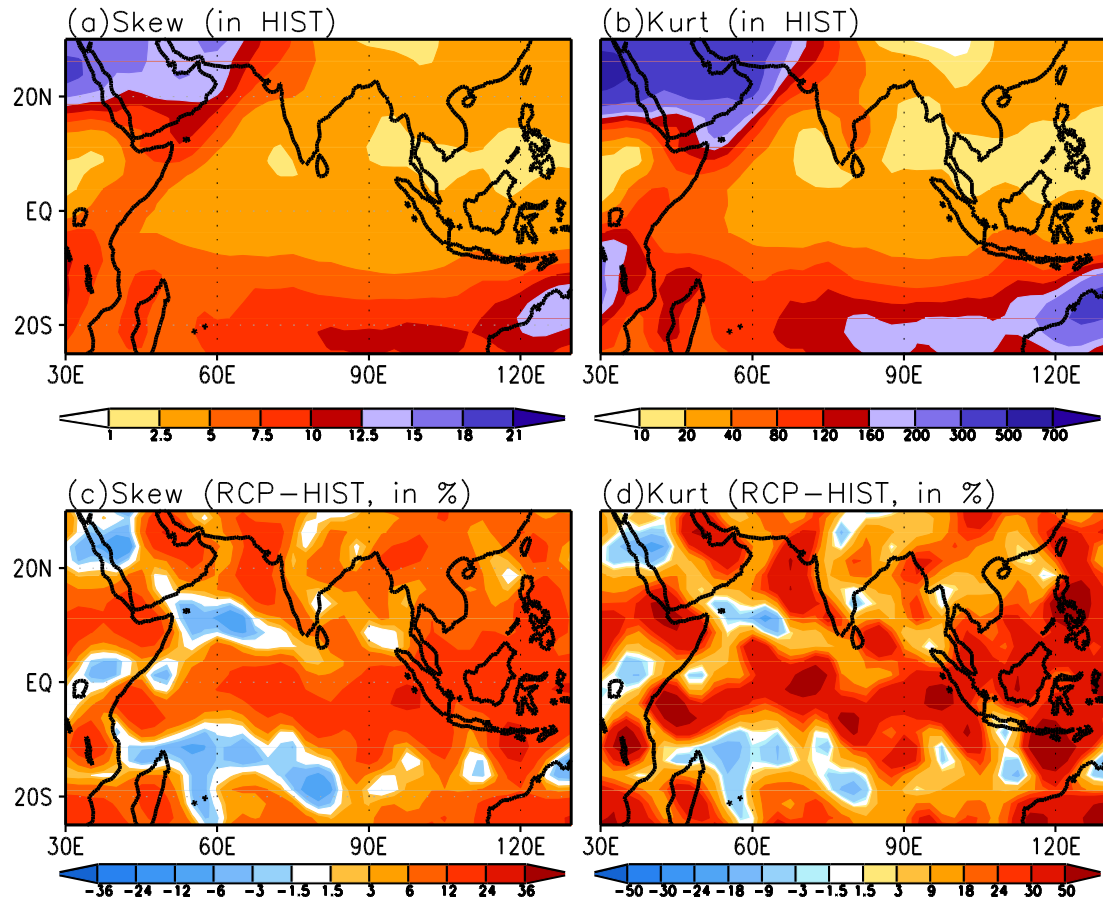 (a)Skew (in HIST)
(b)Kurt (in HIST)
20N
EQ
20S
30E 60E 90E 120E
30E 60E 90E 120E
1 2.5 5 7.5 10 12.5 15 18 21
10 20 40 80 120 160 200 300 500 700
(c)Skew (RCP-HIST, in %)
(d)Kurt (RCP-HIST, in %)
20N
EQ
20S
30E 60E 90E 120E
30E 60E 90E 120E
-36 -24 -12 -6 -3 -1.5 1.5 3 6 12 24 36
-50 -30 -24 -18 -9 -3 -1.5 1.5 3 9 18 24 30 50